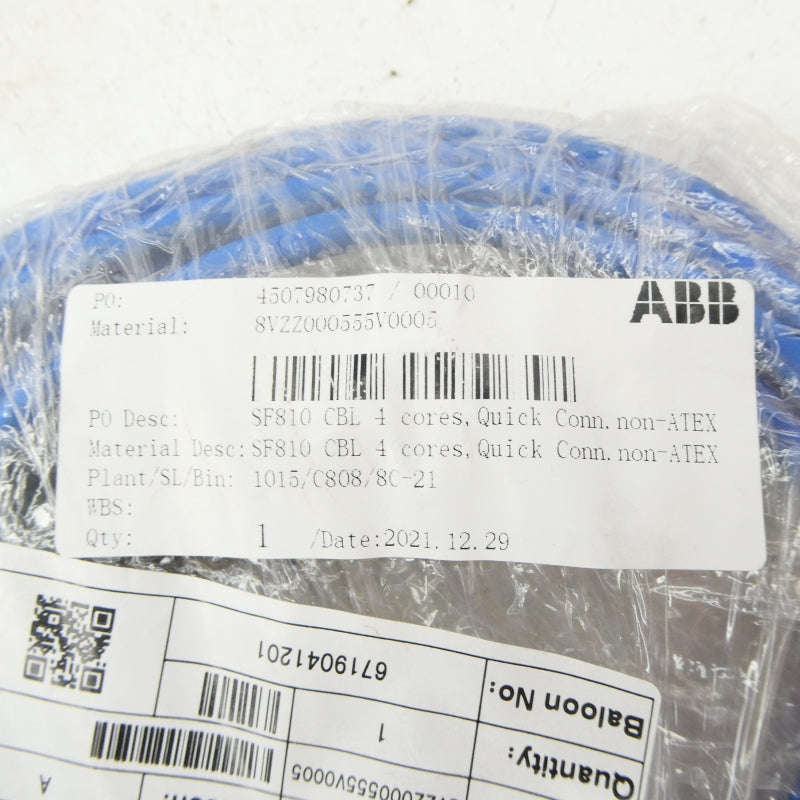 PO: 4507980737 / 00010
ABB
Material: 8VZZ000555V0005
PO Desc: SF810 CBL 4 cores, Quick Conn. non-ATEX
Material Desc: SF810 CBL 4 cores, Quick Conn. non-ATEX
Plant/SL/Bin: 1015/C808/8C-21
WBS:
Qty: 1 /Date:2021.12.29
Baloon No: 6719041201
Quantity: 1
A